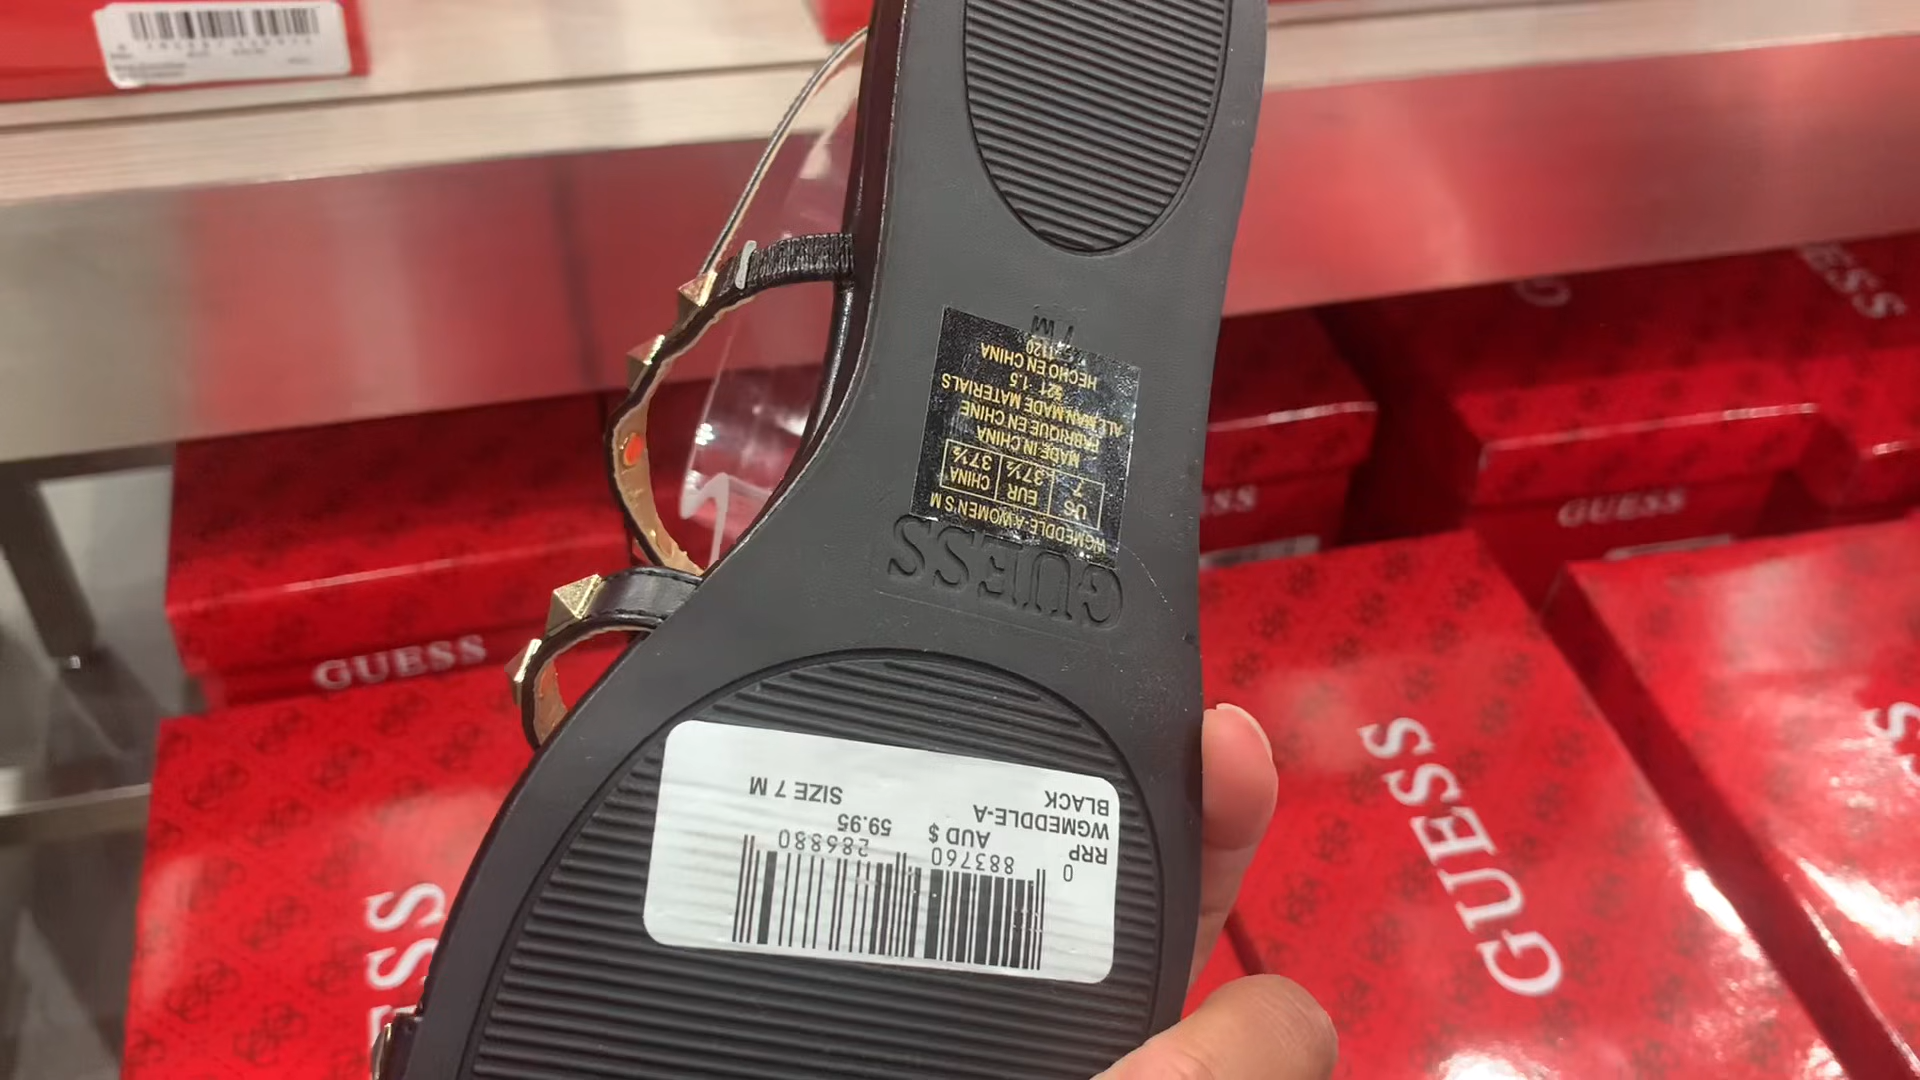 GUESS
WGMEDDLE-A WOMEN'S M
US EUR CHINA
7 37½ 37½
MADE IN CHINA
FABRIQUE EN CHINE
ALL MAN MADE MATERIALS
HECHO EN CHINA
0 883760 286880
RRP AUD $ 59.95
WGMEDDLE-A
BLACK SIZE 7 M
GUESS
GUESS
GUESS